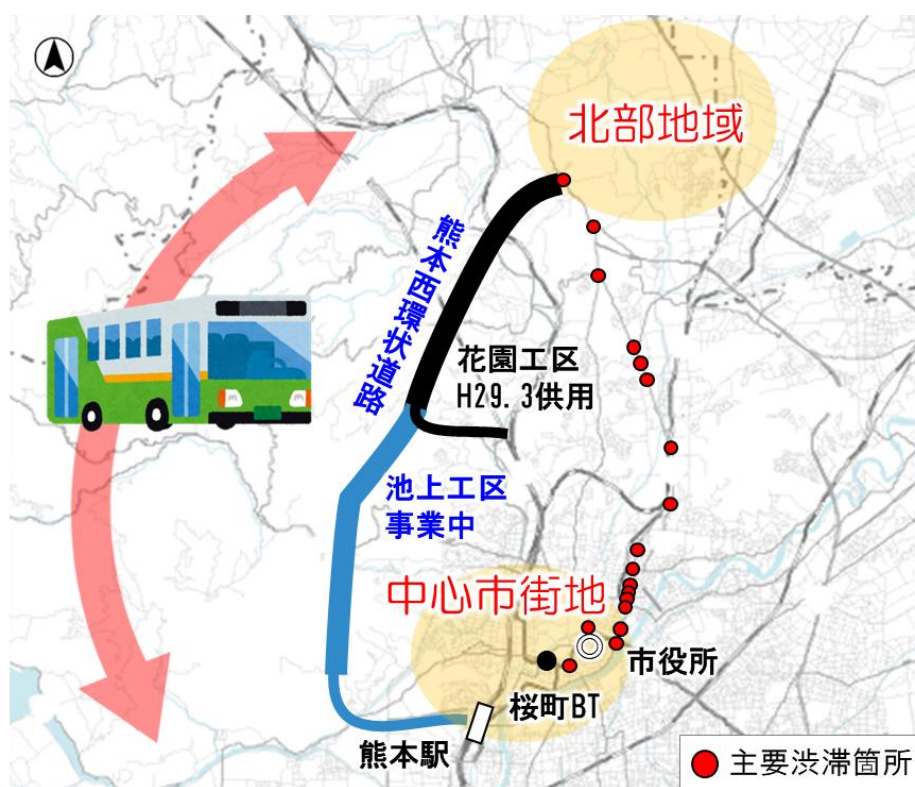 北部地域
熊本西環状道路
花園工区
H29.3供用
池上工区
事業中
中心市街地
市役所
桜町BT
熊本駅
主要渋滞箇所